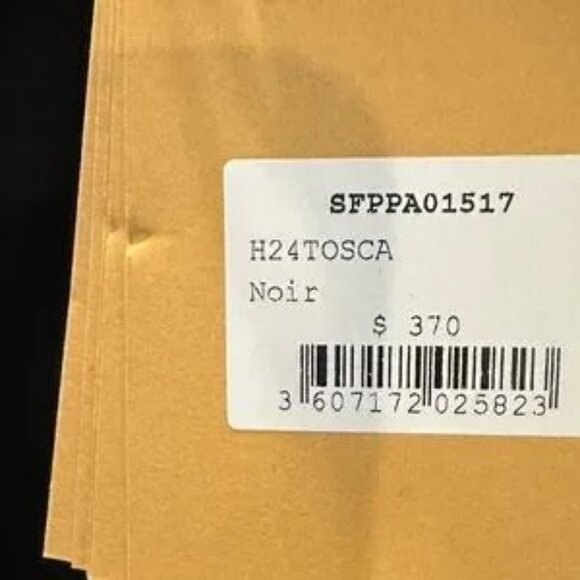 SFPPA01517
H24TOSCA
Noir
$ 370
3 607172 025823